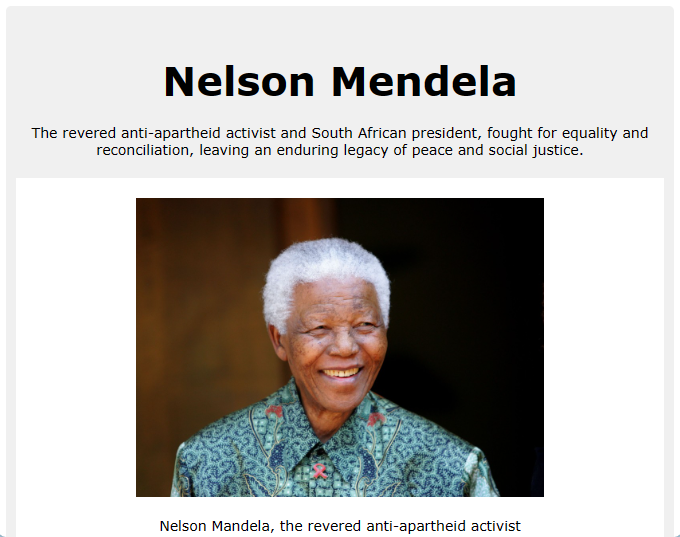 Nelson Mendela
The revered anti-apartheid activist and South African president, fought for equality and
reconciliation, leaving an enduring legacy of peace and social justice.
Nelson Mandela, the revered anti-apartheid activist